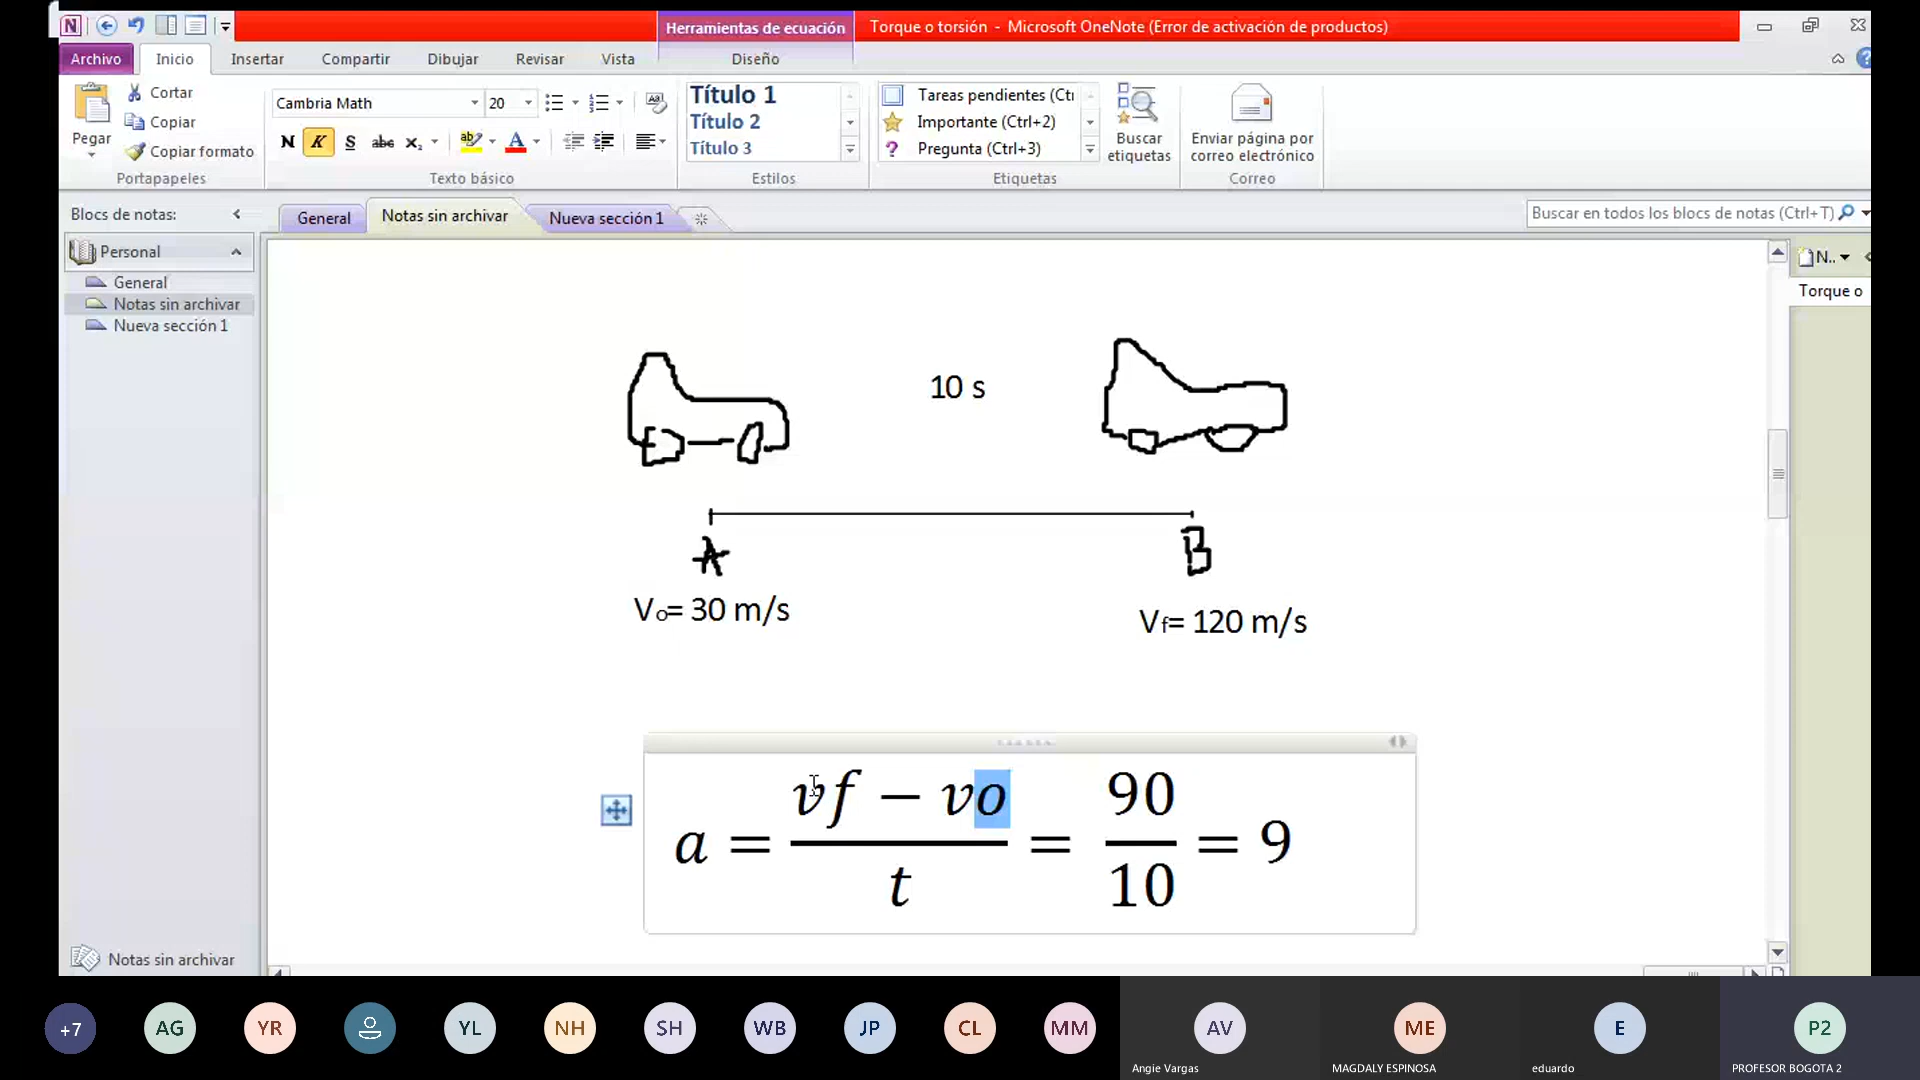 Herramientas de ecuación
Torque o torsión - Microsoft OneNote (Error de activación de productos)
Archivo
Inicio
Insertar
Compartir
Dibujar
Revisar
Vista
Diseño
Pegar
Cortar
Copiar
Copiar formato
Portapapeles
Cambria Math
20
N K S abc x₂ ab A
Texto básico
Título 1
Título 2
Título 3
Estilos
Tareas pendientes (Ctr
Importante (Ctrl+2)
Pregunta (Ctrl+3)
Etiquetas
Buscar
etiquetas
Enviar página por
correo electrónico
Correo
Blocs de notas:
General
Notas sin archivar
Nueva sección 1
Buscar en todos los blocs de notas (Ctrl+T)
Personal
General
Notas sin archivar
Nueva sección 1
N..
Torque o
10 s
A
B
Vo= 30 m/s
Vf= 120 m/s
a = (vf − vo)/t = 90/10 = 9
Notas sin archivar
+7
AG
YR
YL
NH
SH
WB
JP
CL
MM
AV
Angie Vargas
ME
MAGDALY ESPINOSA
E
eduardo
P2
PROFESOR BOGOTA 2